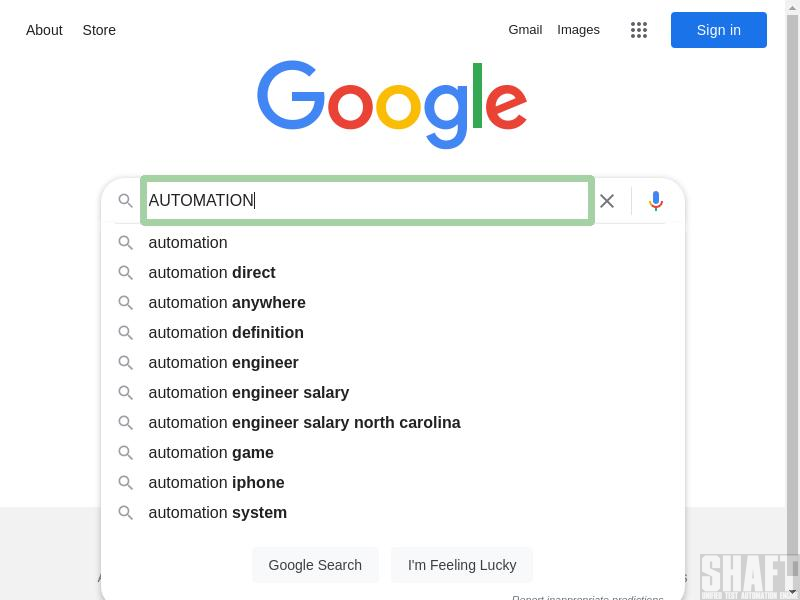 About Store Gmail Images Sign in
Google
AUTOMATION
automation
automation direct
automation anywhere
automation definition
automation engineer
automation engineer salary
automation engineer salary north carolina
automation game
automation iphone
automation system
Google Search I'm Feeling Lucky
Report inappropriate predictions
SHAFT